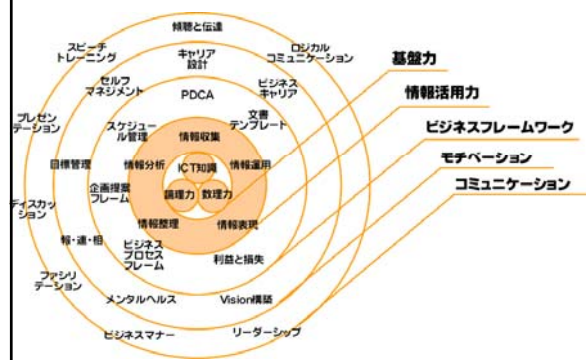 傾聴と伝達
スピーチ
トレーニング
キャリア
設計
ロジカル
コミュニケーション
基盤力
セルフ
マネジメント
PDCA
ビジネス
キャリア
情報活用力
プレゼン
テーション
スケジュー
ル管理
情報収集
文書
テンプレート
ビジネスフレームワーク
目標管理
情報分析
ICT知識
情報運用
モチベーション
企画提案
フレーム
論理力
数理力
コミュニケーション
ディスカッ
ション
情報整理
情報表現
報・連・相
ビジネス
プロセス
フレーム
利益と損失
ファシリ
テーション
メンタルヘルス
Vision構築
ビジネスマナー
リーダーシップ